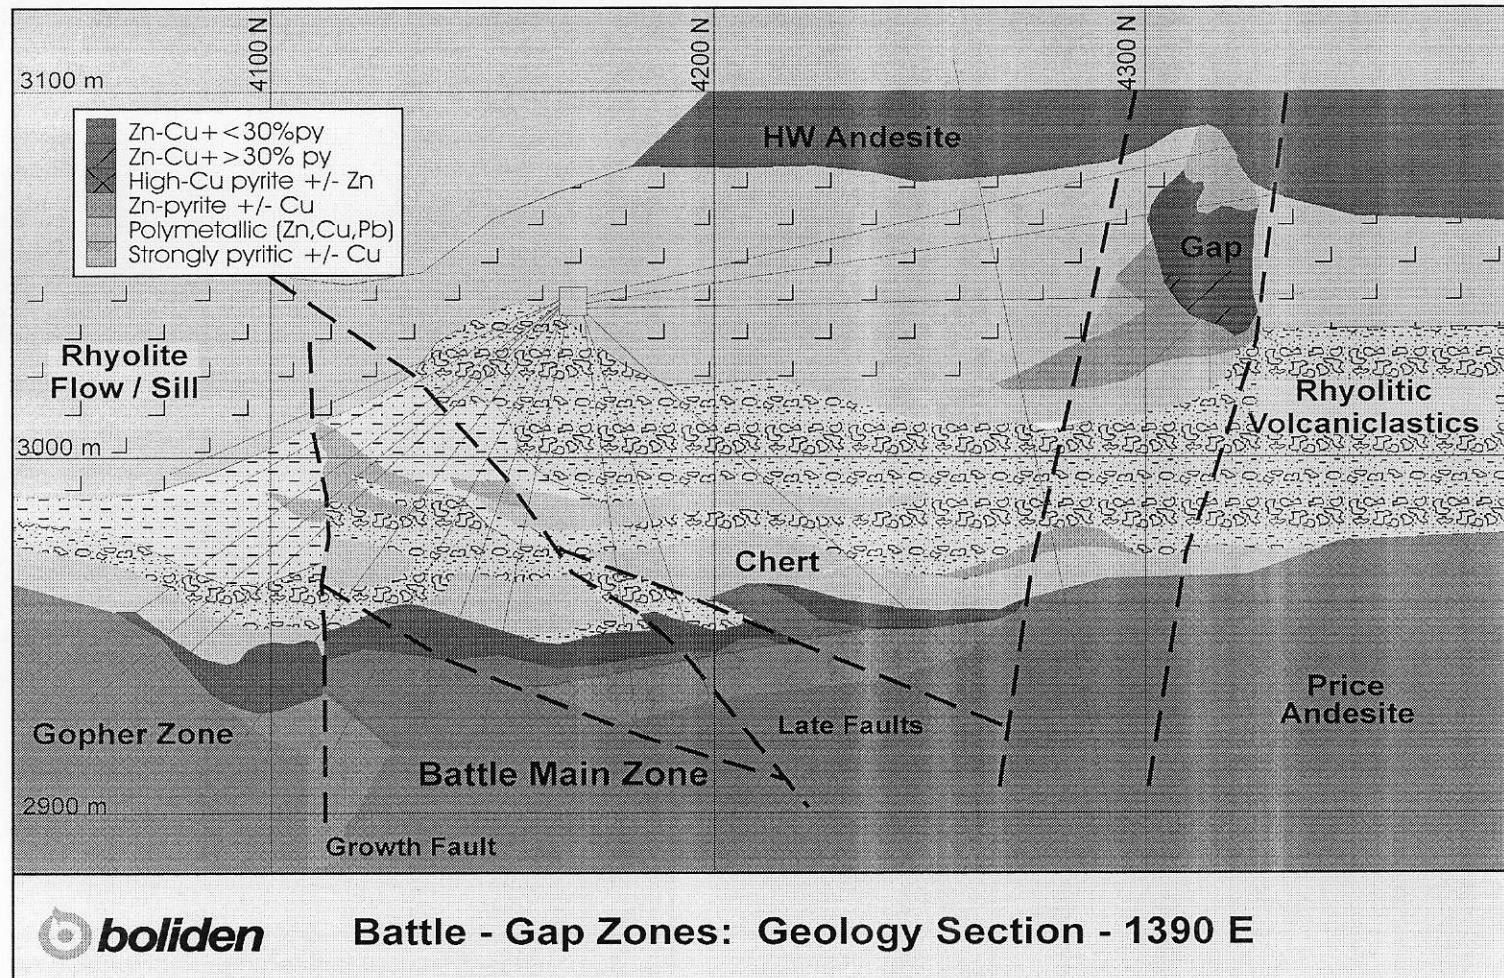 4100 N
4200 N
4300 N
3100 m
Zn-Cu+<30%py
Zn-Cu+>30% py
High-Cu pyrite +/- Zn
Zn-pyrite +/- Cu
Polymetallic (Zn,Cu,Pb)
Strongly pyritic +/- Cu
HW Andesite
Gap
Rhyolite
Flow / Sill
Rhyolitic
Volcaniclastics
3000 m
Chert
Price
Andesite
Gopher Zone
Late Faults
Battle Main Zone
2900 m
Growth Fault
boliden
Battle - Gap Zones: Geology Section - 1390 E